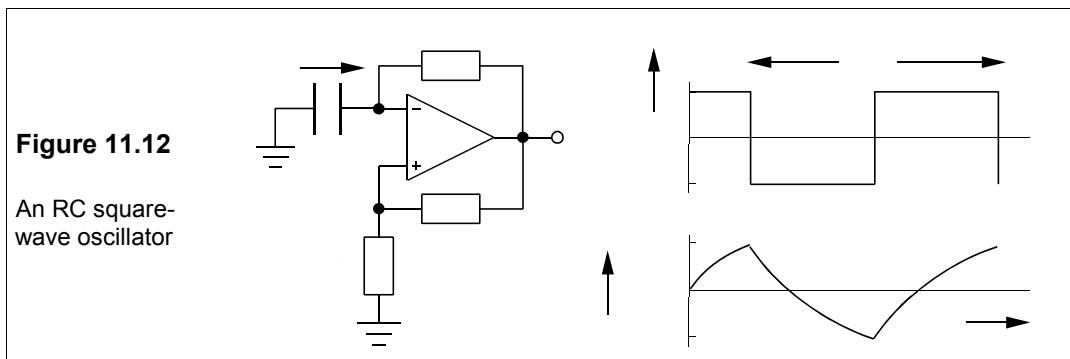 Figure 11.12
An RC square-
wave oscillator
−
+